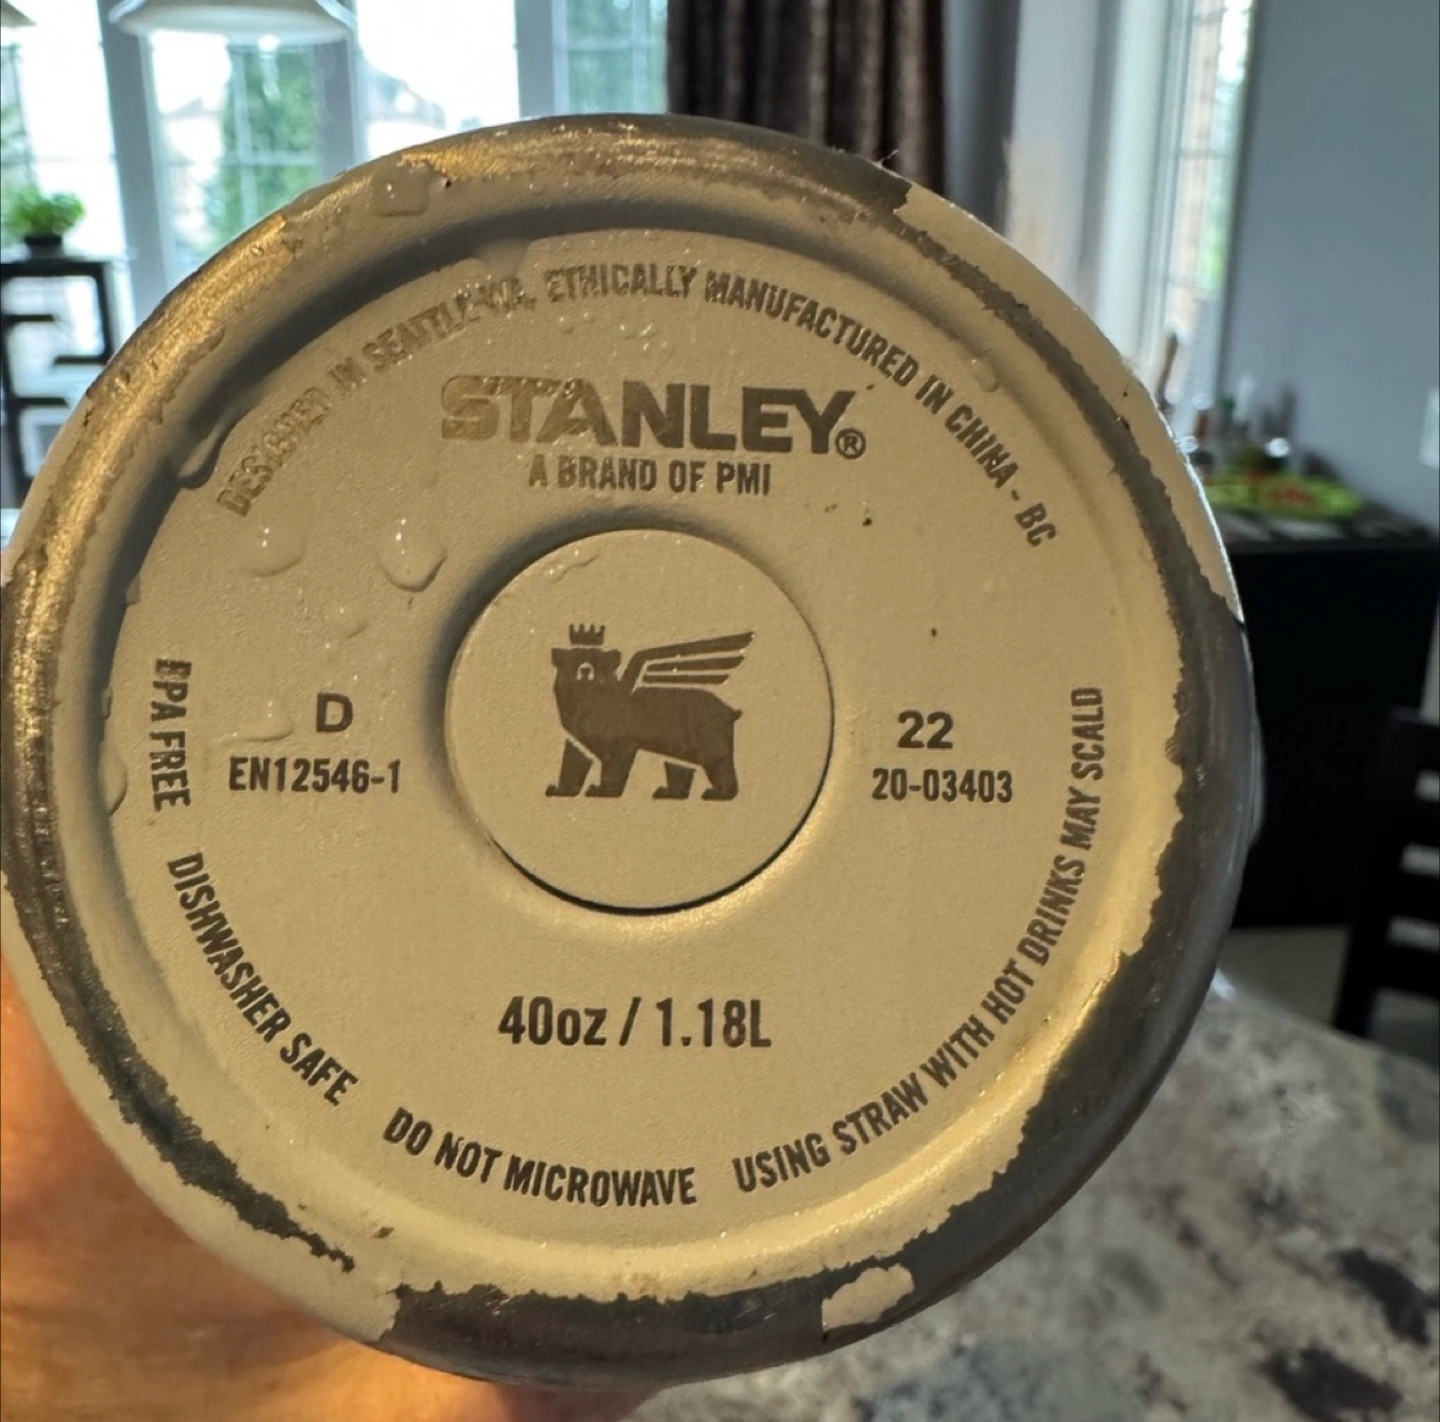 DESIGNED IN SEATTLE WA, ETHICALLY MANUFACTURED IN CHINA - BC
STANLEY®
A BRAND OF PMI
D
EN12546-1
22
20-03403
40oz / 1.18L
BPA FREE DISHWASHER SAFE DO NOT MICROWAVE USING STRAW WITH HOT DRINKS MAY SCALD